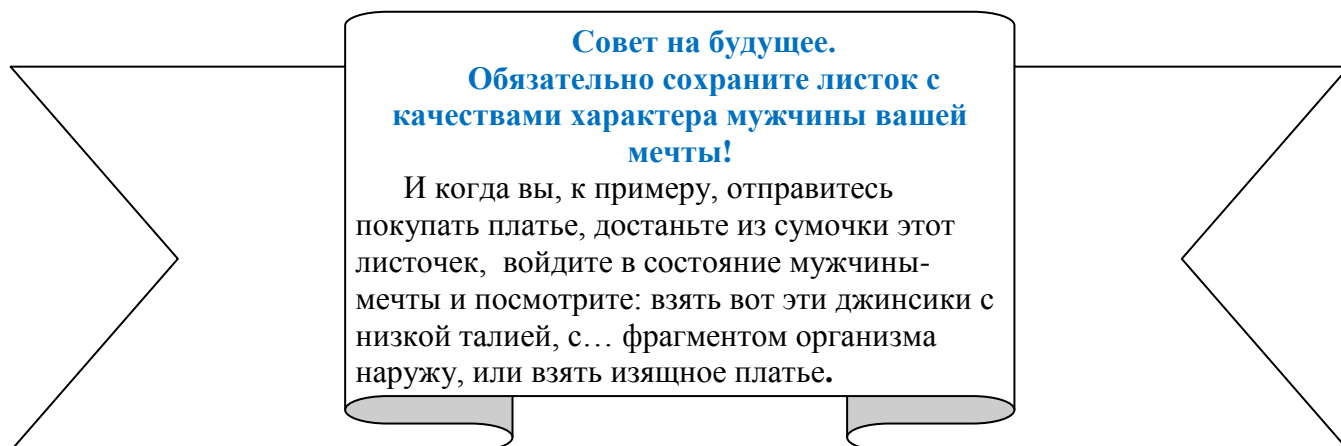 Совет на будущее.
Обязательно сохраните листок с
качествами характера мужчины вашей
мечты!
И когда вы, к примеру, отправитесь
покупать платье, достаньте из сумочки этот
листочек, войдите в состояние мужчины-
мечты и посмотрите: взять вот эти джинсики с
низкой талией, с… фрагментом организма
наружу, или взять изящное платье.